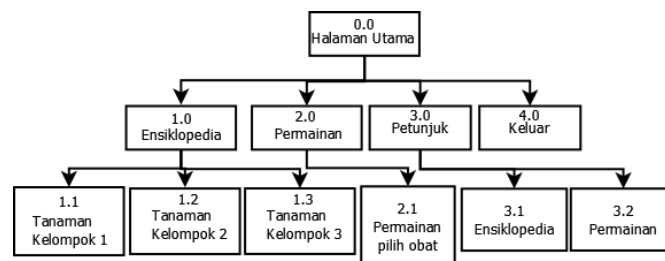 0.0
Halaman Utama
1.0
Ensiklopedia
2.0
Permainan
3.0
Petunjuk
4.0
Keluar
1.1
Tanaman
Kelompok 1
1.2
Tanaman
Kelompok 2
1.3
Tanaman
Kelompok 3
2.1
Permainan
pilih obat
3.1
Ensiklopedia
3.2
Permainan